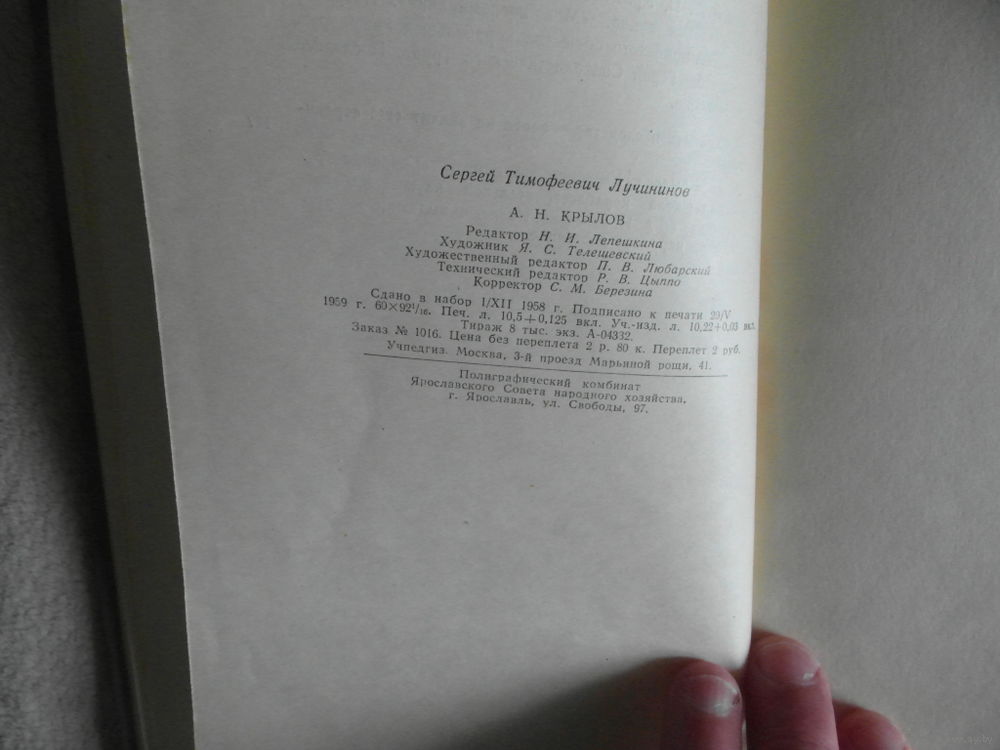 Сергей Тимофеевич Лучининов
А. Н. КРЫЛОВ
Редактор Н. И. Лепешкина
Художник Я. С. Телешевский
Художественный редактор П. В. Любарский
Технический редактор Р. В. Цыппо
Корректор С. М. Березина
Сдано в набор 1/XII 1958 г. Подписано к печати 29/V
1959 г. 60×92¹/₁₆. Печ. л. 10,5+0,125 вкл. Уч.-изд. л. 10,22+0,03 вкл.
Тираж 8 тыс. экз. А-04332.
Заказ № 1016. Цена без переплета 2 р. 80 к. Переплет 2 руб.
Учпедгиз. Москва, 3-й проезд Марьиной рощи, 41.
Полиграфический комбинат
Ярославского Совета народного хозяйства,
г. Ярославль, ул. Свободы, 97.